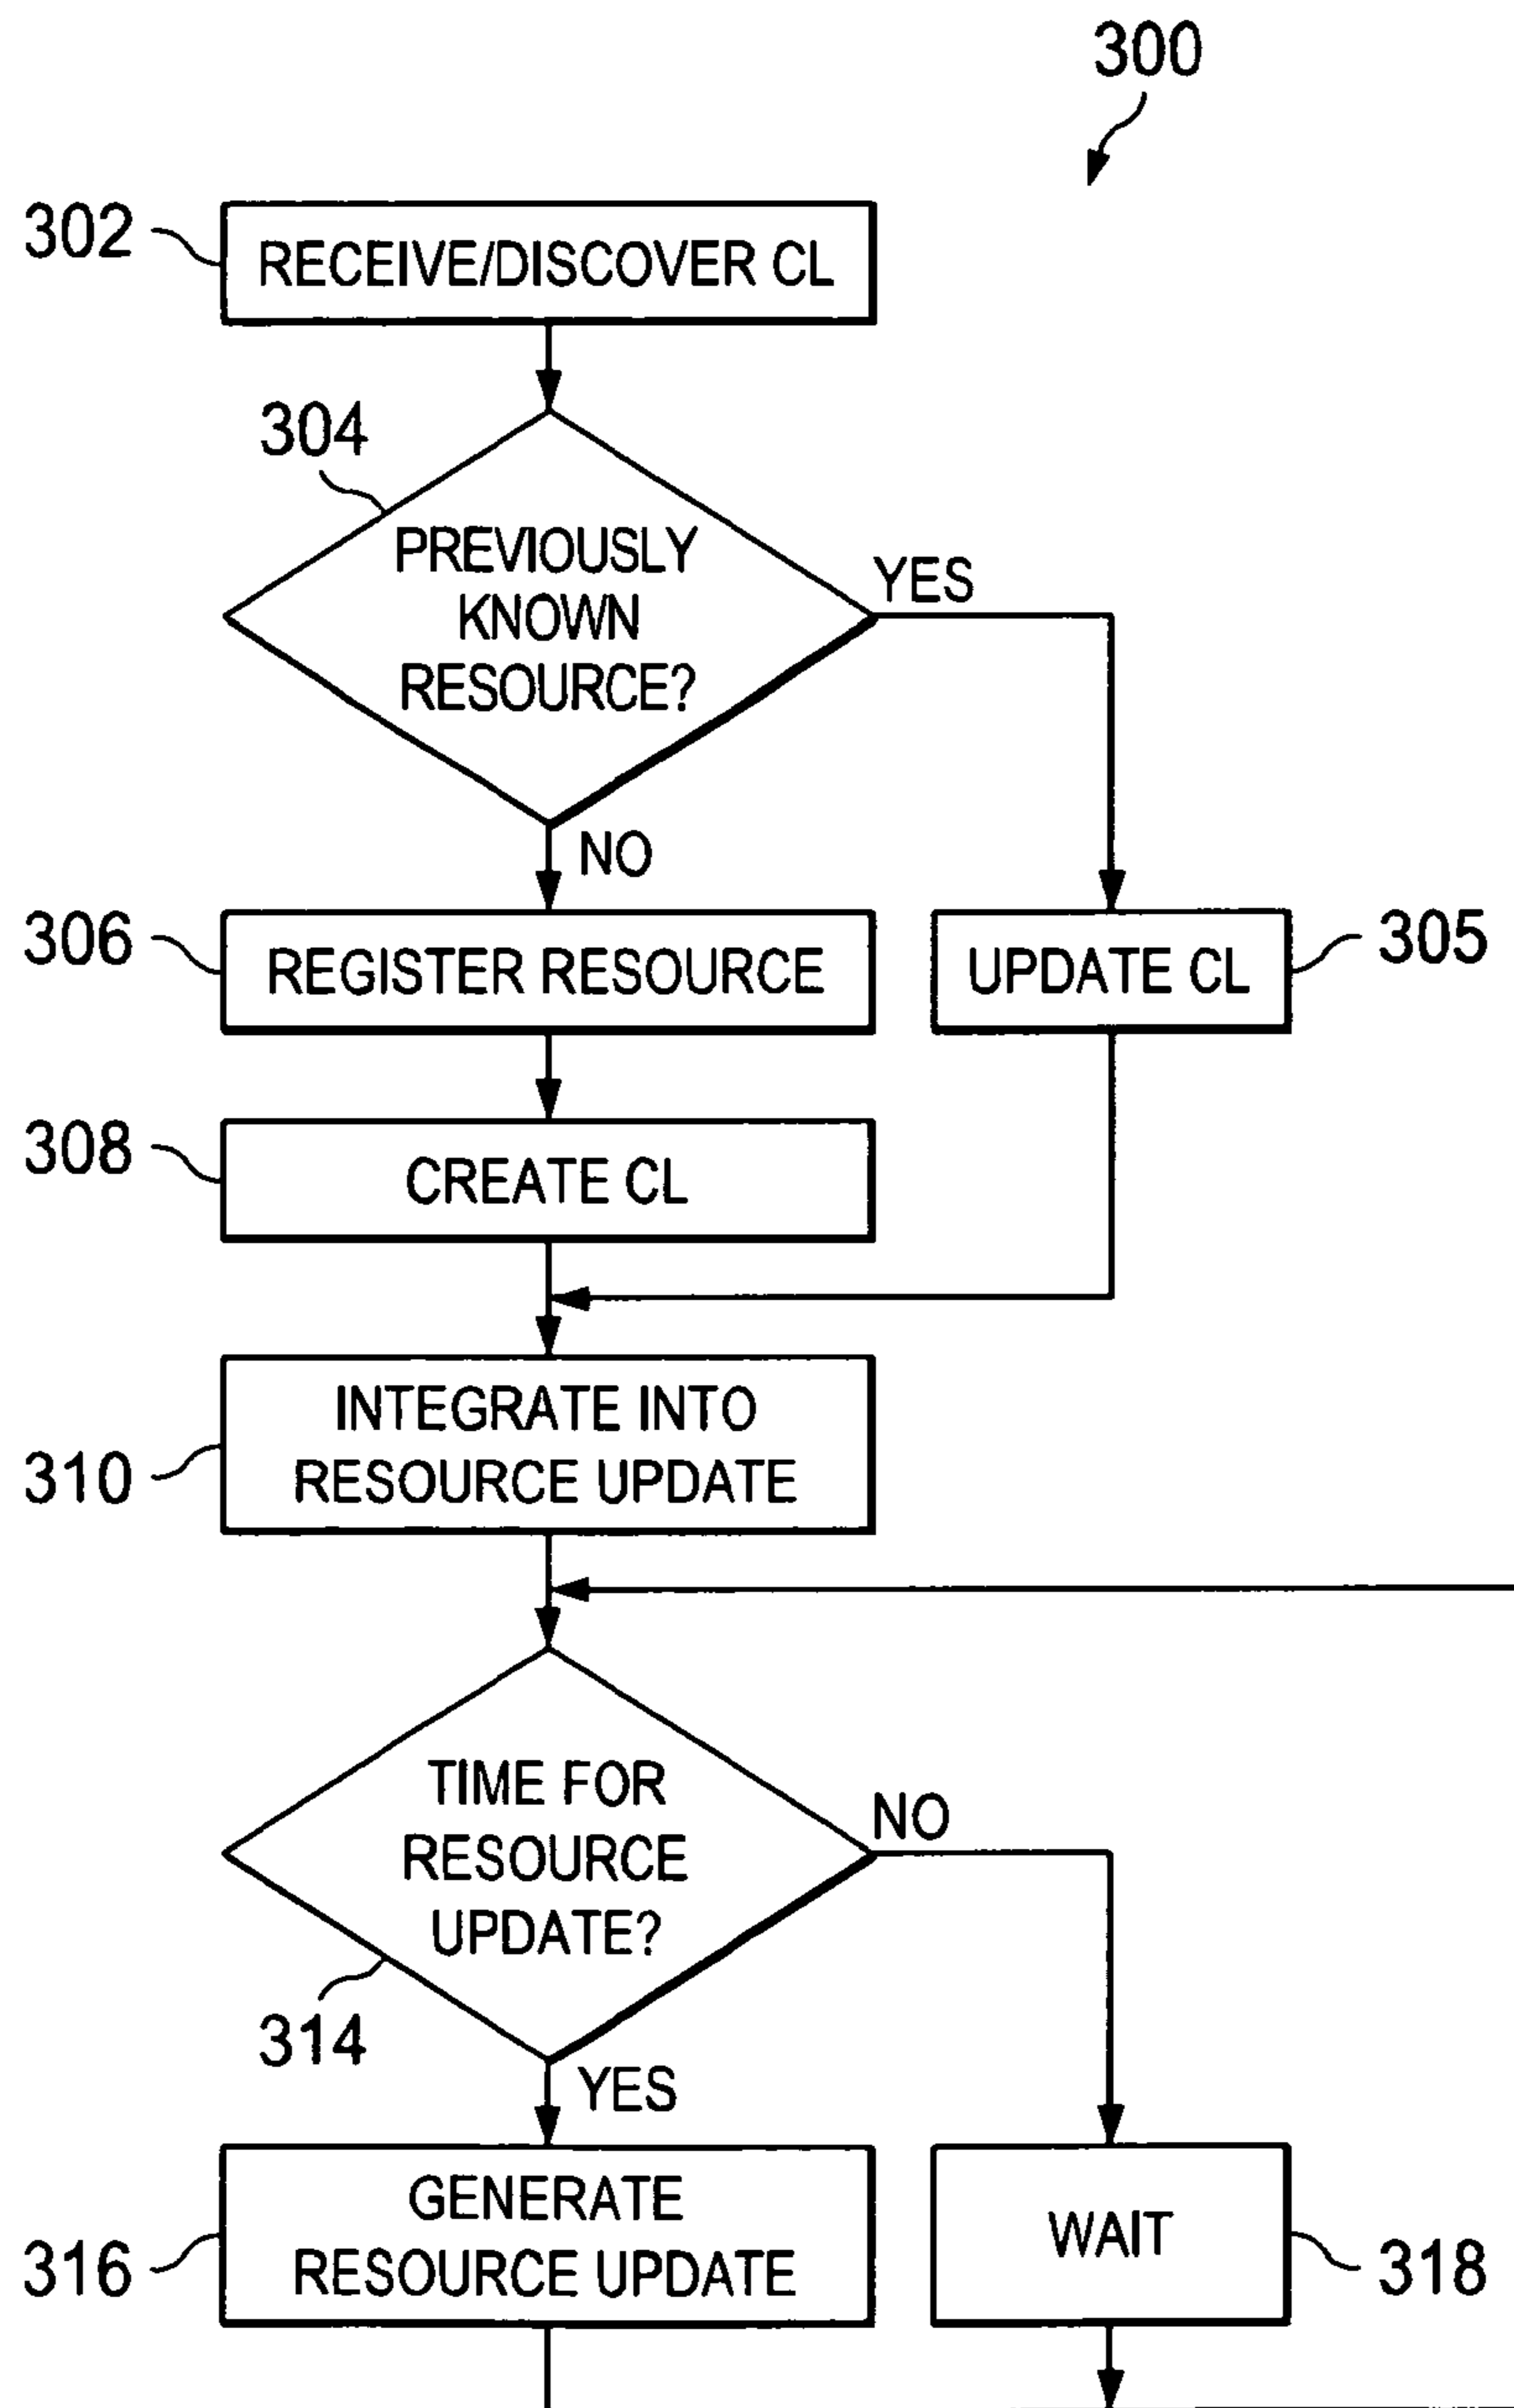 300
302
RECEIVE/DISCOVER CL
304
PREVIOUSLY
KNOWN
RESOURCE?
YES
NO
306
REGISTER RESOURCE
UPDATE CL
305
308
CREATE CL
310
INTEGRATE INTO
RESOURCE UPDATE
TIME FOR
RESOURCE
UPDATE?
NO
314
YES
316
GENERATE
RESOURCE UPDATE
WAIT
318